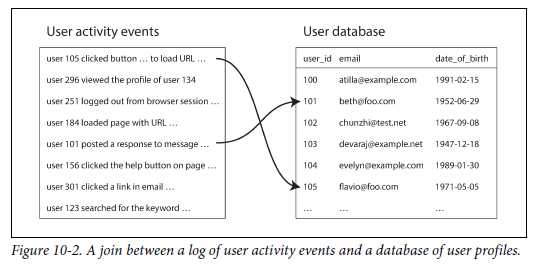 User activity events
user 105 clicked button … to load URL …
user 296 viewed the profile of user 134
user 251 logged out from browser session …
user 184 loaded page with URL …
user 101 posted a response to message …
user 156 clicked the help button on page …
user 301 clicked a link in email …
user 123 searched for the keyword …
User database
user_id email date_of_birth
100 atilla@example.com 1991-02-15
101 beth@foo.com 1952-06-29
102 chunzhi@test.net 1967-09-08
103 devaraj@example.net 1947-12-18
104 evelyn@example.com 1989-01-30
105 flavio@foo.com 1971-05-05
… … …
Figure 10-2. A join between a log of user activity events and a database of user profiles.